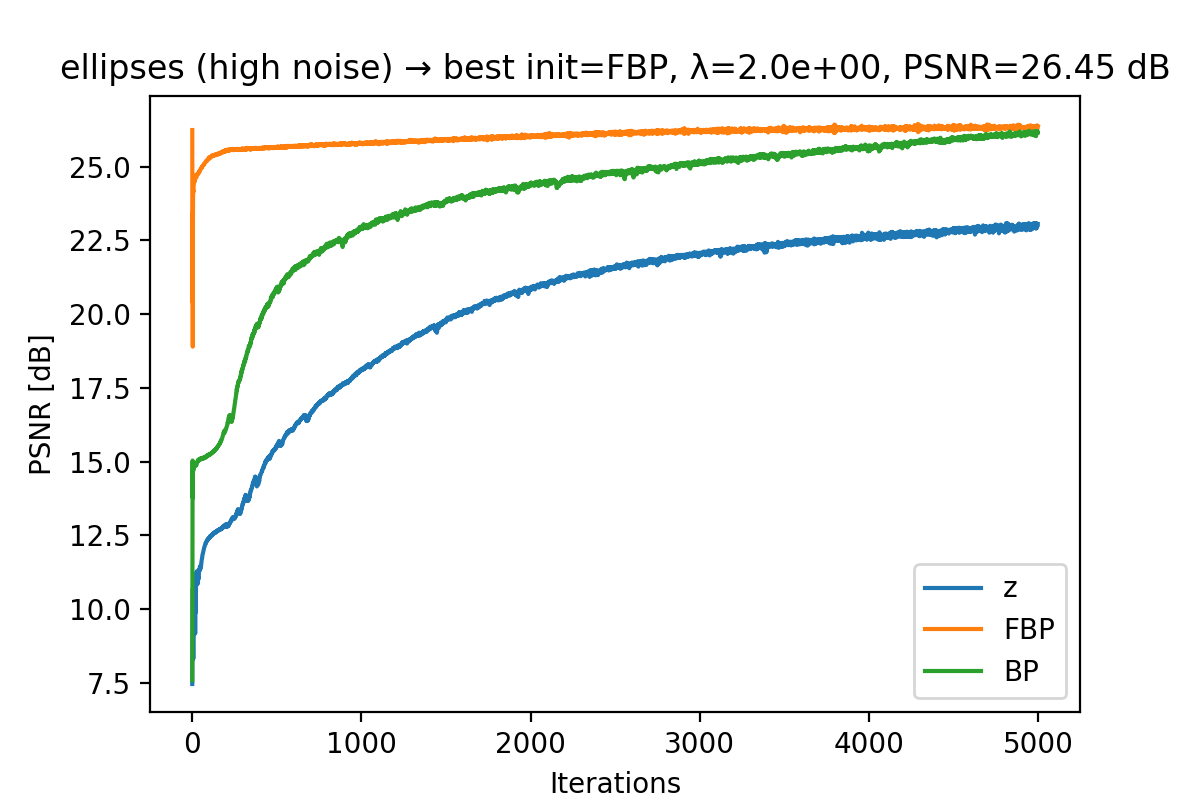 ellipses (high noise) → best init=FBP, λ=2.0e+00, PSNR=26.45 dB
PSNR [dB]
25.0
22.5
20.0
17.5
15.0
12.5
10.0
7.5
z
FBP
BP
0 1000 2000 3000 4000 5000
Iterations